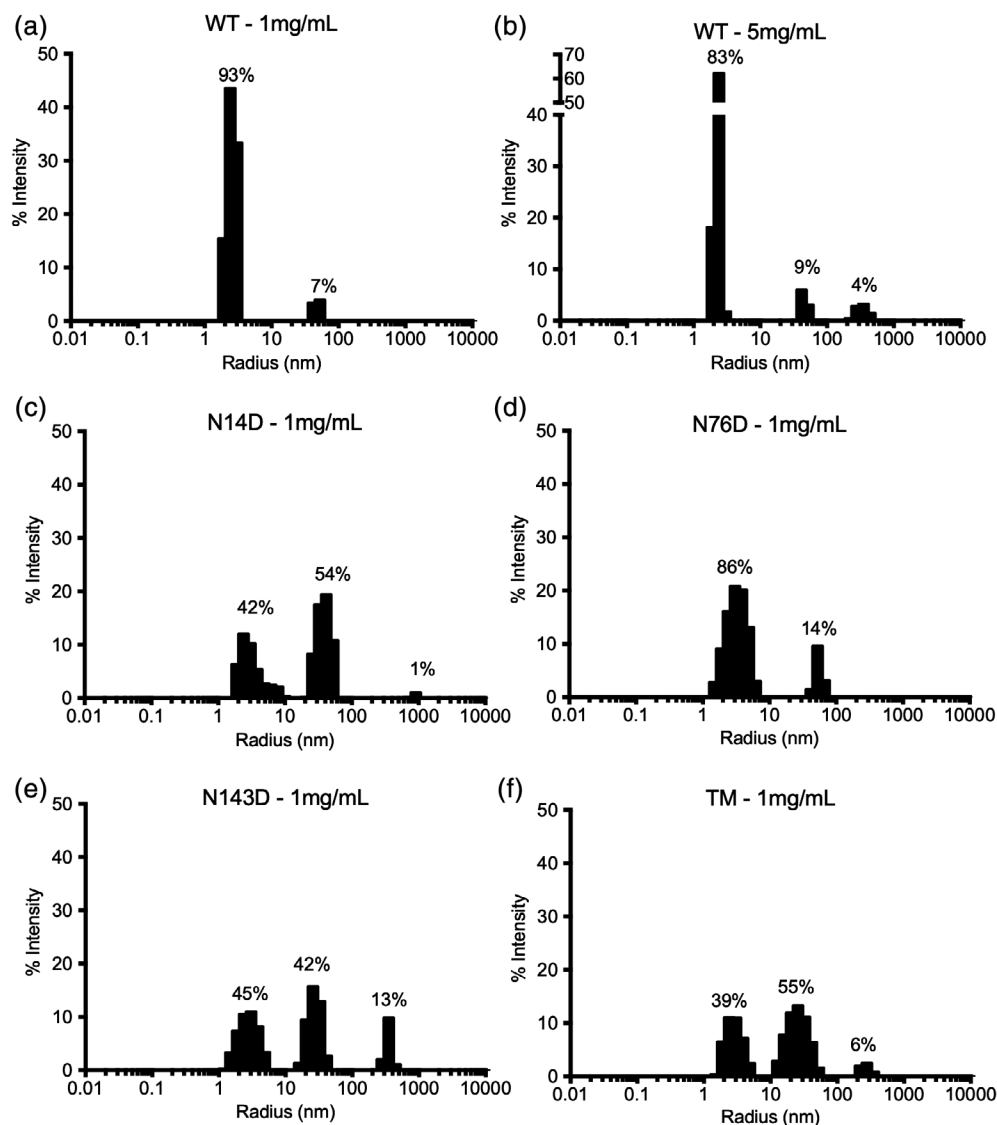 (a)
WT - 1mg/mL
93%
7%
50
40
30
20
10
0
% Intensity
0.01 0.1 1 10 100 1000 10000
Radius (nm)
(b)
WT - 5mg/mL
83%
9%
4%
70
60
50
40
30
20
10
0
% Intensity
0.01 0.1 1 10 100 1000 10000
Radius (nm)
(c)
N14D - 1mg/mL
42%
54%
1%
50
40
30
20
10
0
% Intensity
0.01 0.1 1 10 100 1000 10000
Radius (nm)
(d)
N76D - 1mg/mL
86%
14%
50
40
30
20
10
0
% Intensity
0.01 0.1 1 10 100 1000 10000
Radius (nm)
(e)
N143D - 1mg/mL
45%
42%
13%
50
40
30
20
10
0
% Intensity
0.01 0.1 1 10 100 1000 10000
Radius (nm)
(f)
TM - 1mg/mL
39%
55%
6%
50
40
30
20
10
0
% Intensity
0.01 0.1 1 10 100 1000 10000
Radius (nm)